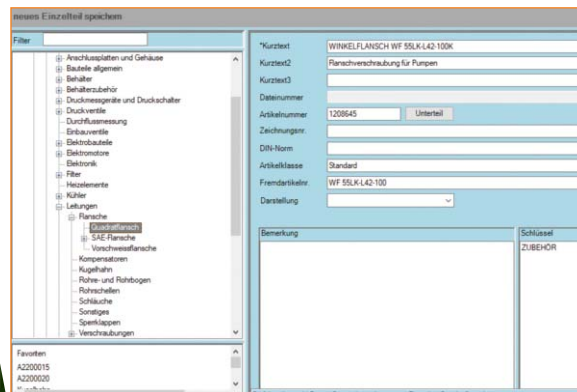 neues Einzelteil speichern
Filter
Anschlussplatten und Gehäuse
Bauteile allgemein
Behälter
Behälterzubehör
Druckmessgeräte und Druckschalter
Druckventile
Durchflussmessung
Einbauventile
Elektrobauteile
Elektromotore
Elektronik
Filter
Heizelemente
Kühler
Leitungen
Flansche
Quadratflansch
SAE-Flansche
Vorschweissflansche
Kompensatoren
Kugelhahn
Rohre- und Rohrbogen
Rohrschellen
Schläuche
Sonstiges
Sperrklappen
Verschraubungen
Favoriten
A2200015
A2200020
*Kurztext WINKELFLANSCH WF 55LK-L42-100K
Kurztext2 Flanschverschraubung für Pumpen
Kurztext3
Dateinummer
Artikelnummer 1208645 Unterteil
Zeichnungsnr.
DIN-Norm
Artikelklasse Standard
Fremdartikelnr. WF 55LK-L42-100
Darstellung
Bemerkung
Schlüssel
ZUBEHÖR